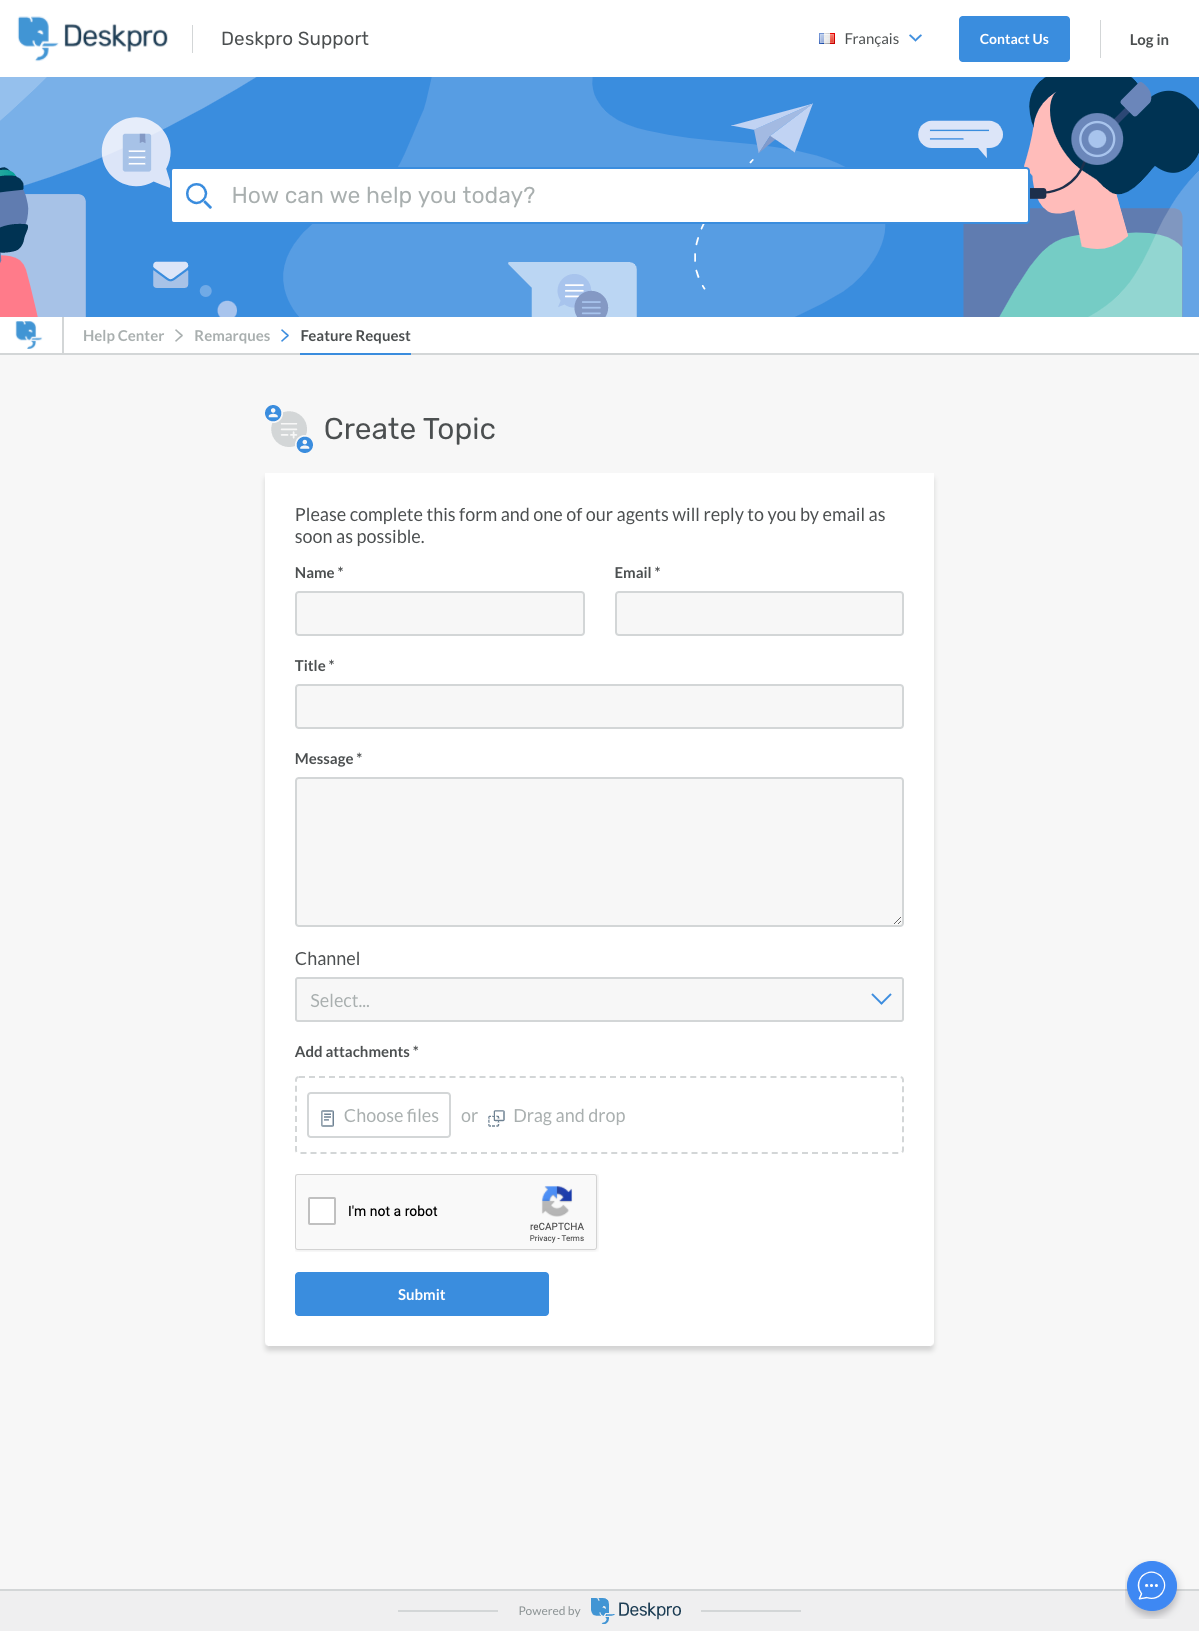 Deskpro
Deskpro Support
Français
Contact Us
Log in
How can we help you today?
Help Center
Remarques
Feature Request
Create Topic
Please complete this form and one of our agents will reply to you by email as
soon as possible.
Name *
Email *
Title *
Message *
Channel
Select...
Add attachments *
Choose files
or
Drag and drop
I'm not a robot
reCAPTCHA
Privacy - Terms
Submit
Powered by
Deskpro